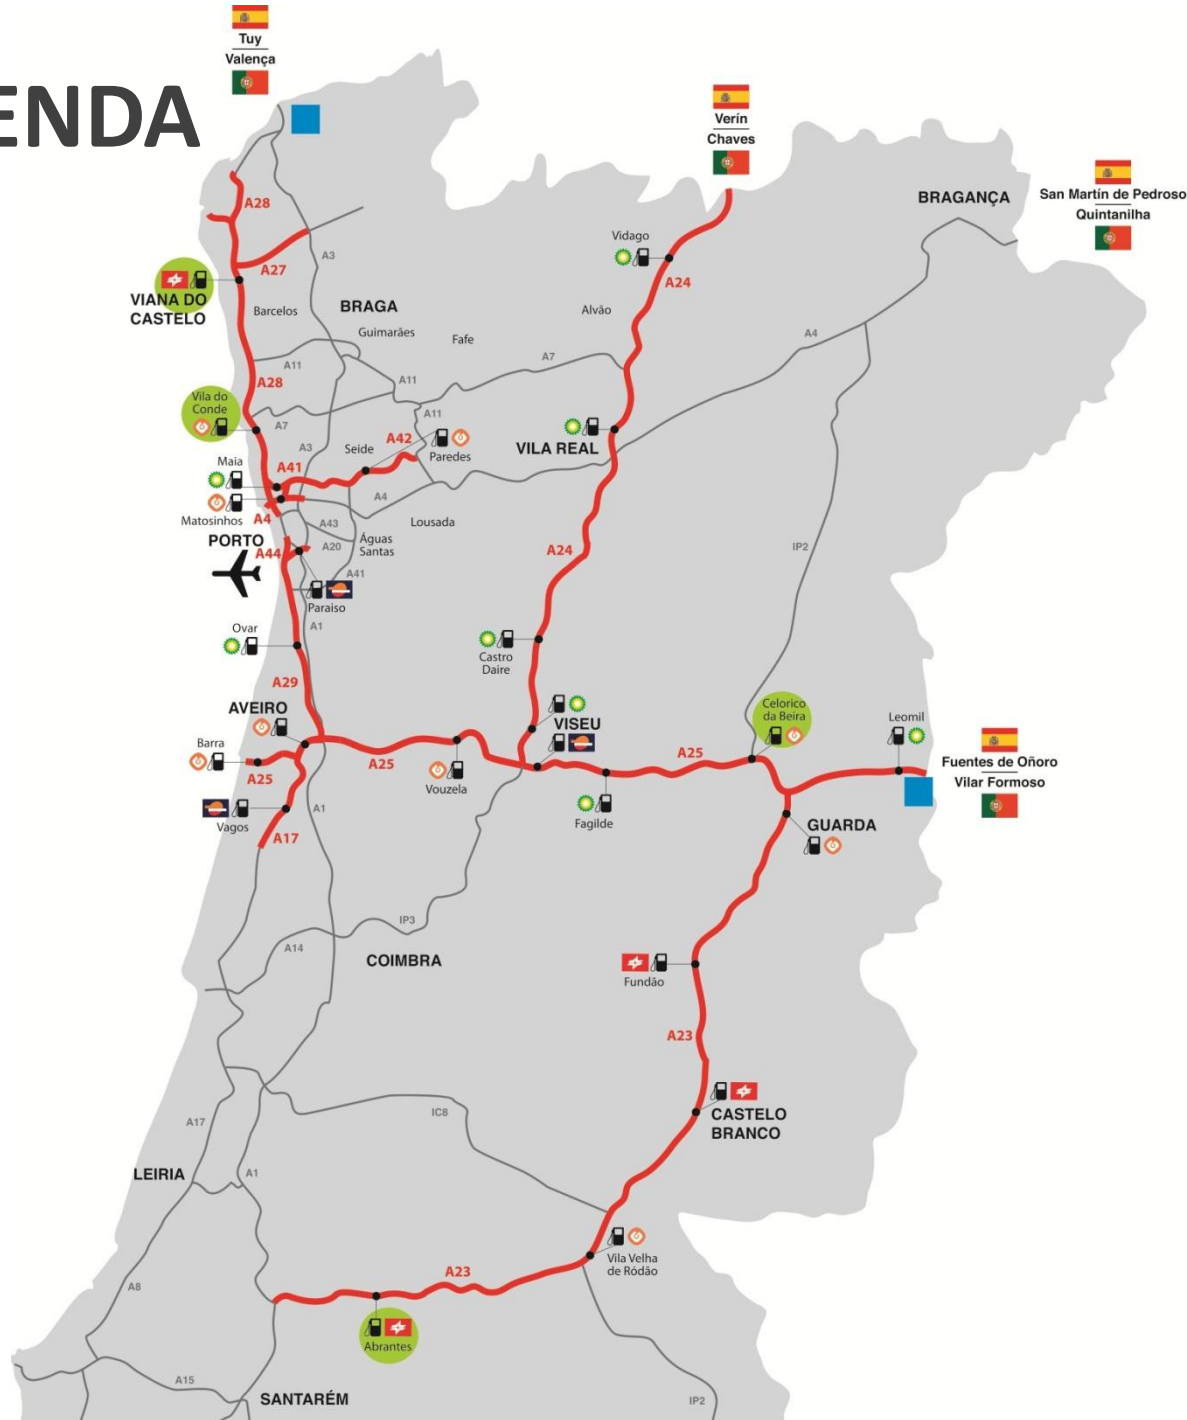 Tuy
Valença
ENDA
Verín
Chaves
San Martín de Pedroso
Quintanilha
BRAGANÇA
A28
Vidago
A3
A27
A24
VIANA DO
CASTELO
Barcelos
BRAGA
Alvão
Guimarães
Fafe
A4
A7
A11
A11
A28
Vila do
Conde
A11
A7
A42
A3
Seide
Paredes
VILA REAL
Maia
A41
A4
Matosinhos
A4
A43
Lousada
PORTO
Águas
Santas
A20
A44
A24
IP2
A41
Paraiso
A1
Ovar
Castro
Daire
A29
AVEIRO
Celorico
da Beira
VISEU
Leomil
Barra
A25
A25
A25
Fuentes de Oñoro
Vilar Formoso
Vouzela
Vagos
A1
Fagilde
GUARDA
A17
IP3
A14
COIMBRA
Fundão
A23
IC8
CASTELO
BRANCO
A17
LEIRIA
A1
Vila Velha
de Ródão
A23
A8
Abrantes
A15
SANTARÉM
IP2